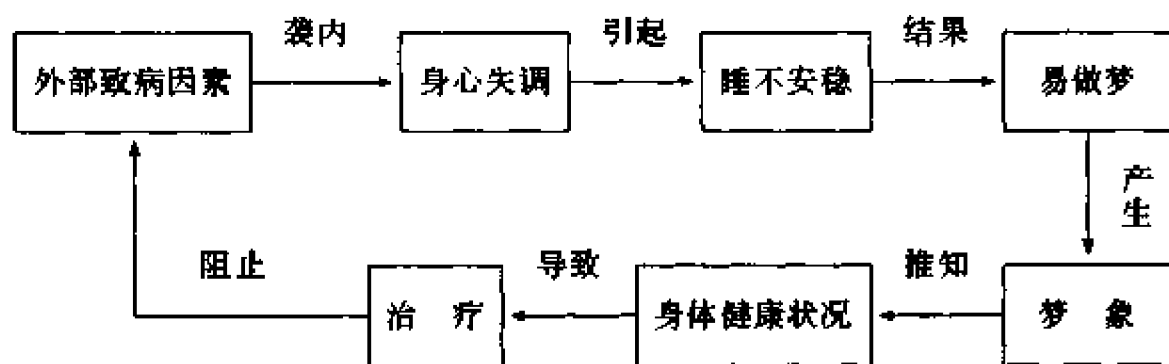 袭内 引起 结果
外部致病因素 身心失调 睡不安稳 易做梦
产生
阻止 导致 推知
治疗 身体健康状况 梦象